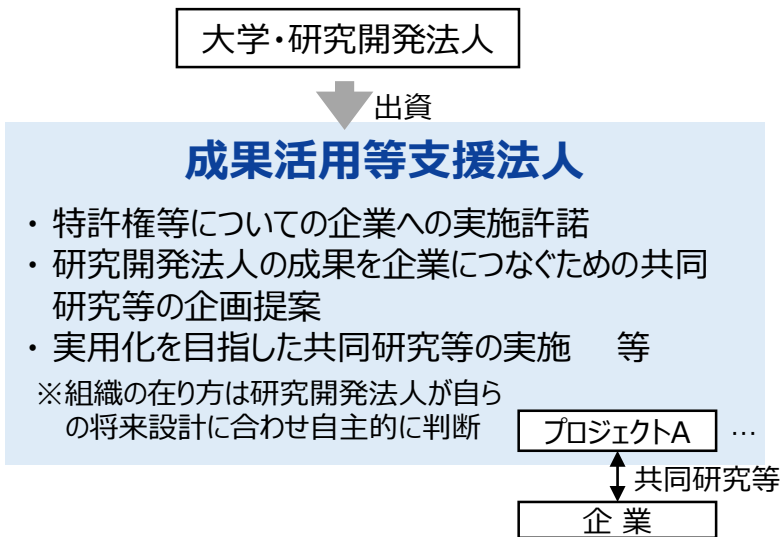 大学・研究開発法人
出資
成果活用等支援法人
・ 特許権等についての企業への実施許諾
・ 研究開発法人の成果を企業につなぐための共同
研究等の企画提案
・ 実用化を目指した共同研究等の実施　等
※組織の在り方は研究開発法人が自ら
の将来設計に合わせ自主的に判断
プロジェクトA …
共同研究等
企 業